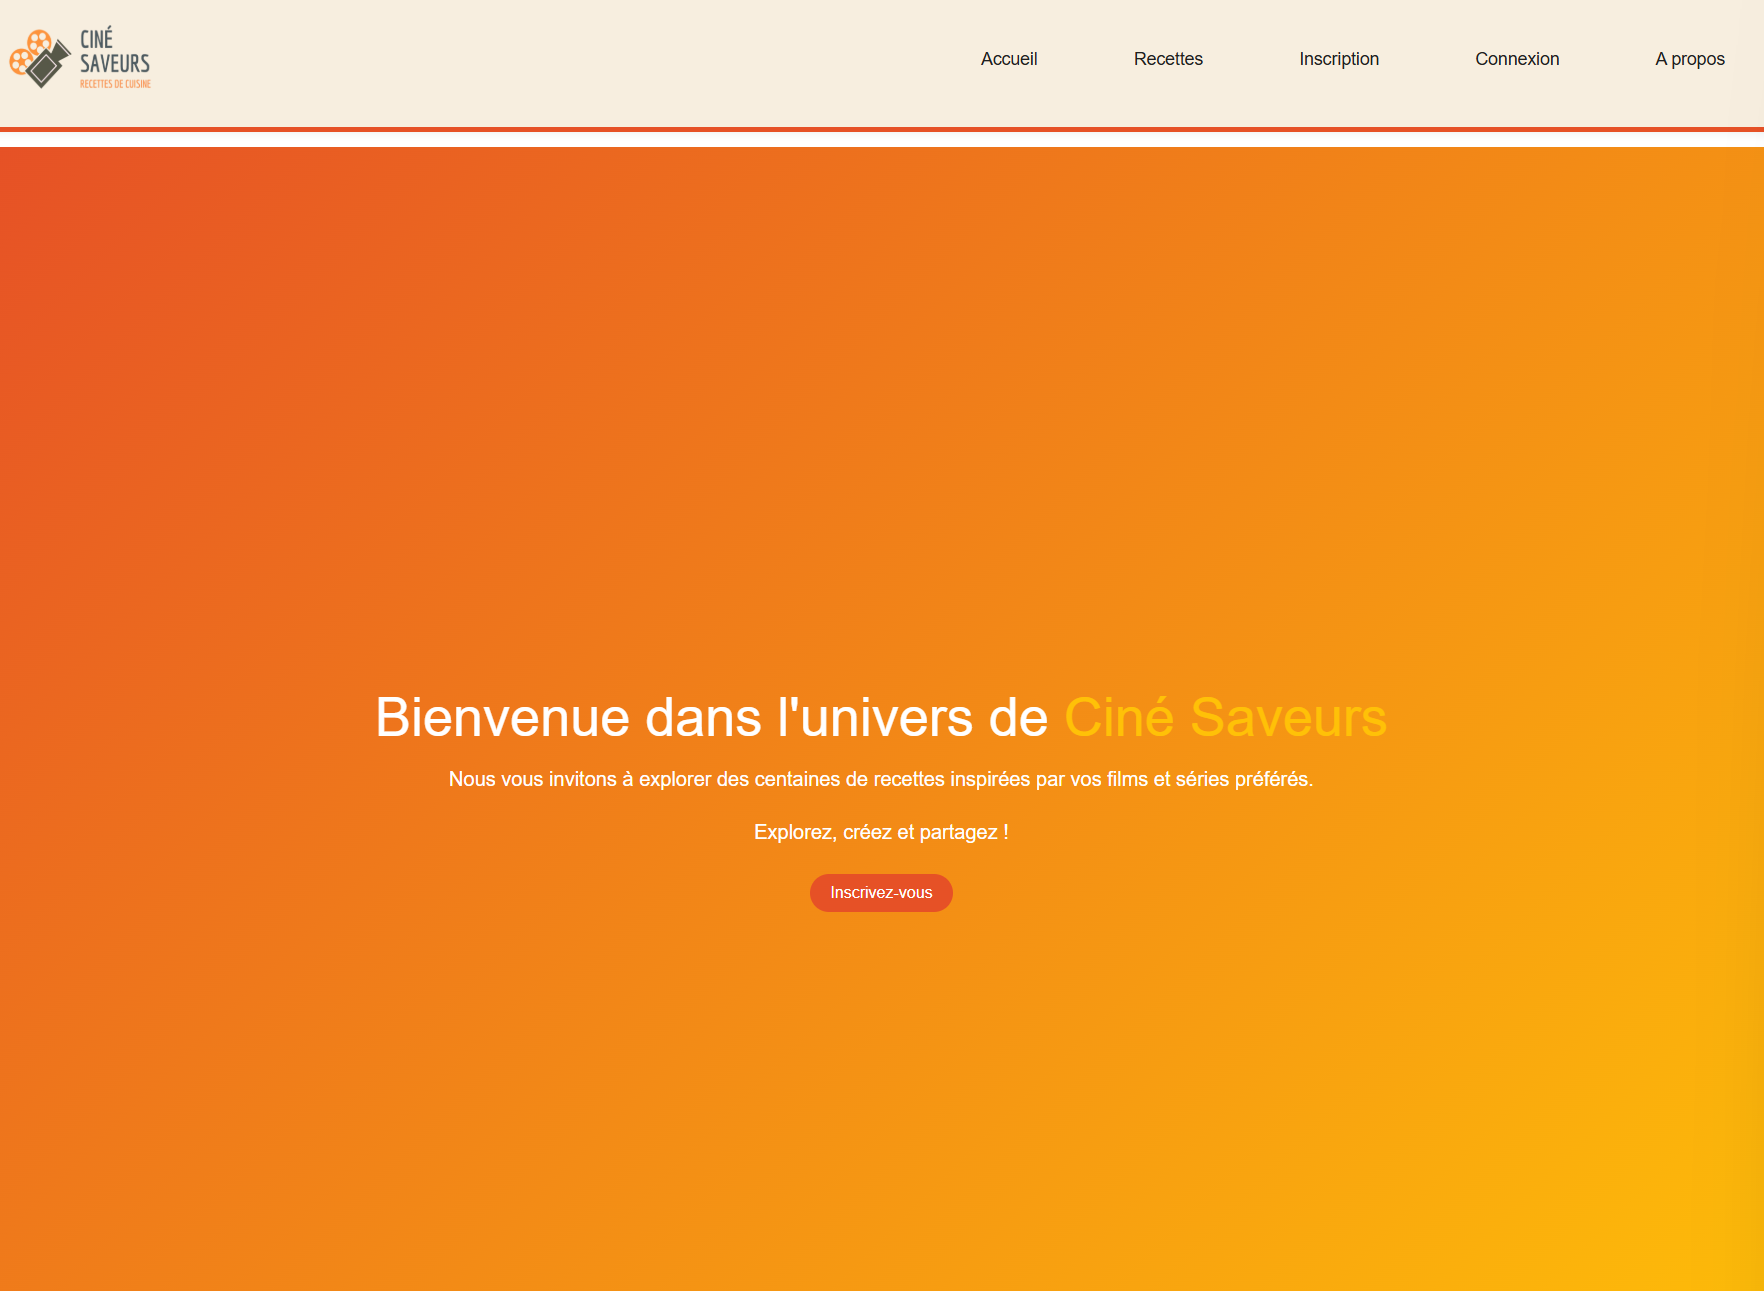 CINÉ
SAVEURS
RECETTES DE CUISINE
Accueil
Recettes
Inscription
Connexion
A propos
Bienvenue dans l'univers de Ciné Saveurs
Nous vous invitons à explorer des centaines de recettes inspirées par vos films et séries préférés.
Explorez, créez et partagez !
Inscrivez-vous